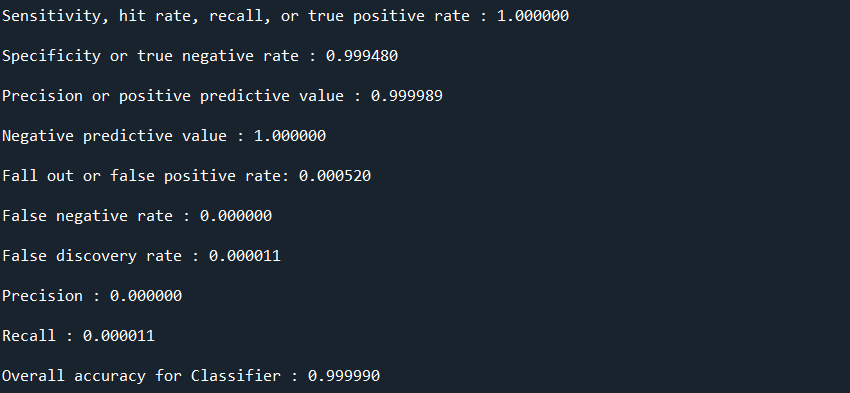 Sensitivity, hit rate, recall, or true positive rate : 1.000000
Specificity or true negative rate : 0.999480
Precision or positive predictive value : 0.999989
Negative predictive value : 1.000000
Fall out or false positive rate: 0.000520
False negative rate : 0.000000
False discovery rate : 0.000011
Precision : 0.000000
Recall : 0.000011
Overall accuracy for Classifier : 0.999990